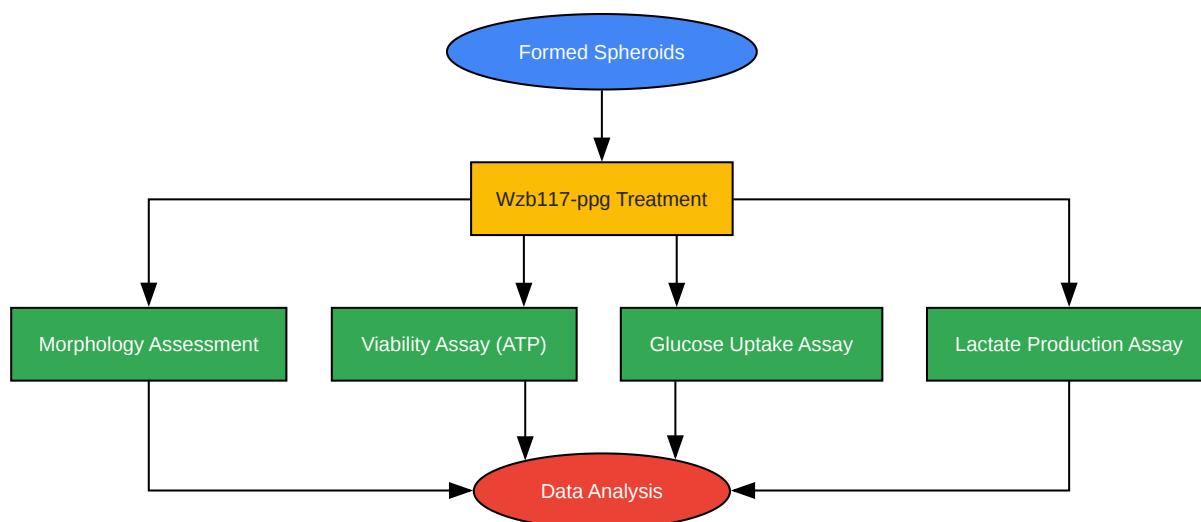 Formed Spheroids
Wzb117-ppg Treatment
Morphology Assessment
Viability Assay (ATP)
Glucose Uptake Assay
Lactate Production Assay
Data Analysis